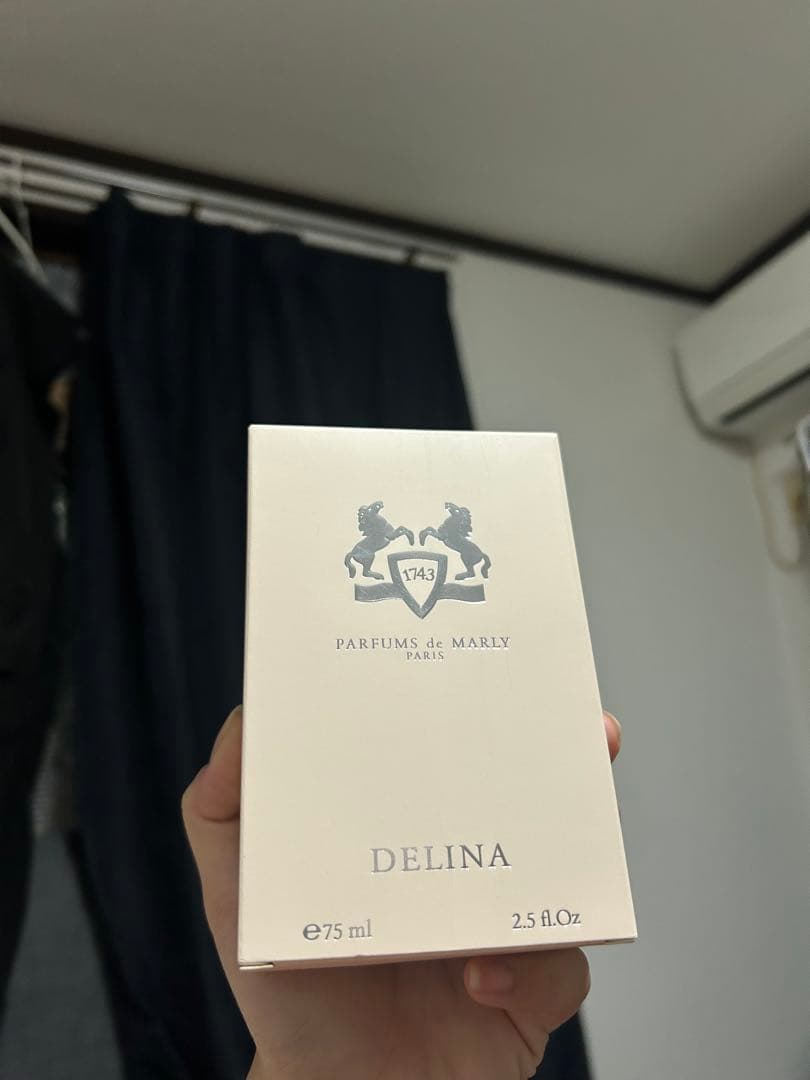 1743
PARFUMS de MARLY
PARIS
DELINA
℮75 ml
2.5 fl.Oz